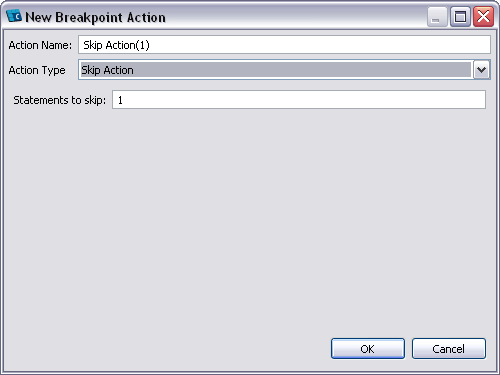 New Breakpoint Action
Action Name: Skip Action(1)
Action Type Skip Action
Statements to skip: 1
OK Cancel